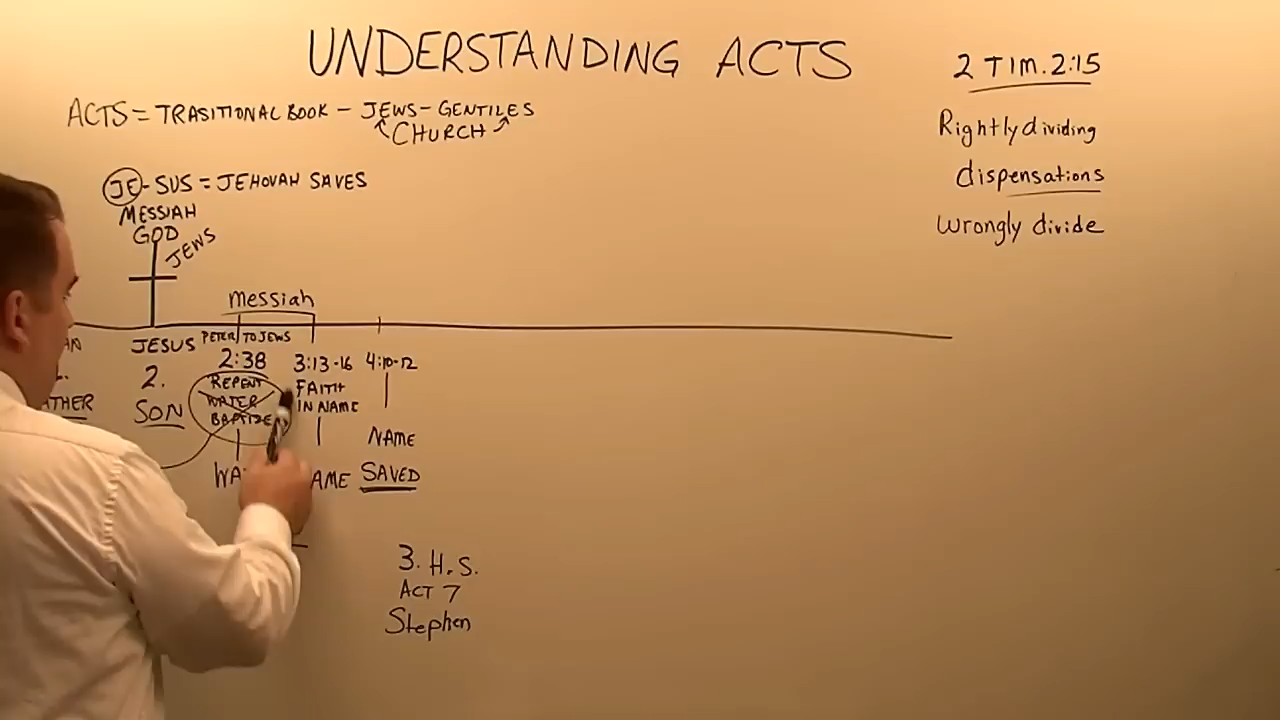 UNDERSTANDING ACTS
2 TIM. 2:15
Rightly dividing
dispensations
Wrongly divide
ACTS = TRASITIONAL BOOK - JEWS - GENTILES
CHURCH
JE-SUS = JEHOVAH SAVES
MESSIAH
GOD
JEWS
messiah
PETER TO JEWS
JESUS
2:38
3:13-16
4:10-12
2.
SON
REPENT
WATER
BAPTIZE
FAITH
IN NAME
NAME
SAVED
3. H.S.
ACT 7
Stephen